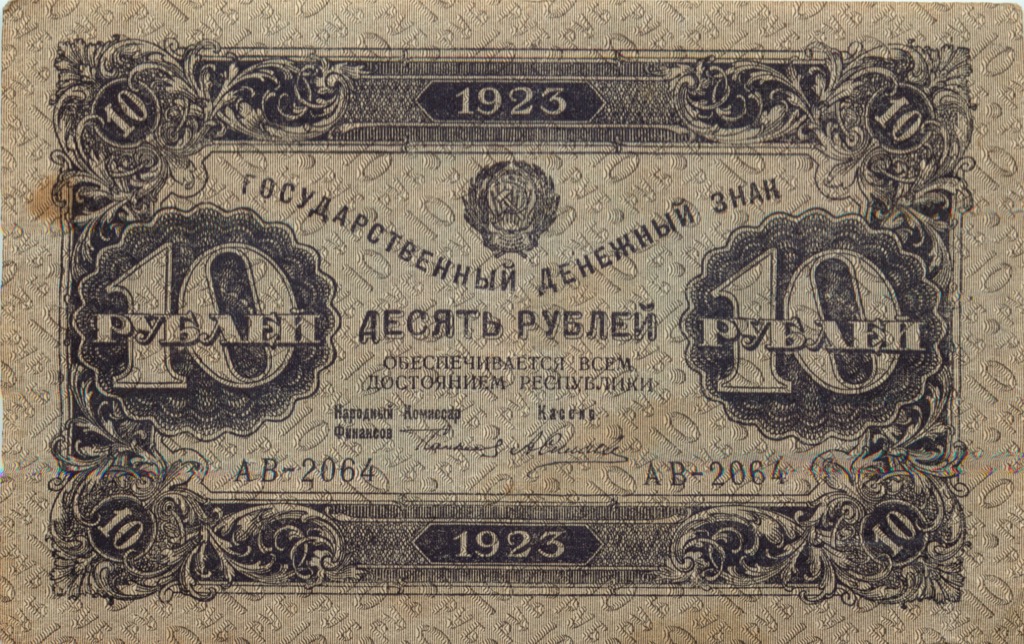 10 1923 10
ГОСУДАРСТВЕННЫЙ ДЕНЕЖНЫЙ ЗНАК
10 РУБЛЕЙ
10 РУБЛЕЙ
ДЕСЯТЬ РУБЛЕЙ
ОБЕСПЕЧИВАЕТСЯ ВСЕМ
ДОСТОЯНИЕМ РЕСПУБЛИКИ
Народный Комиссар
Финансов
Кассир
АВ-2064 АВ-2064
10 1923 10